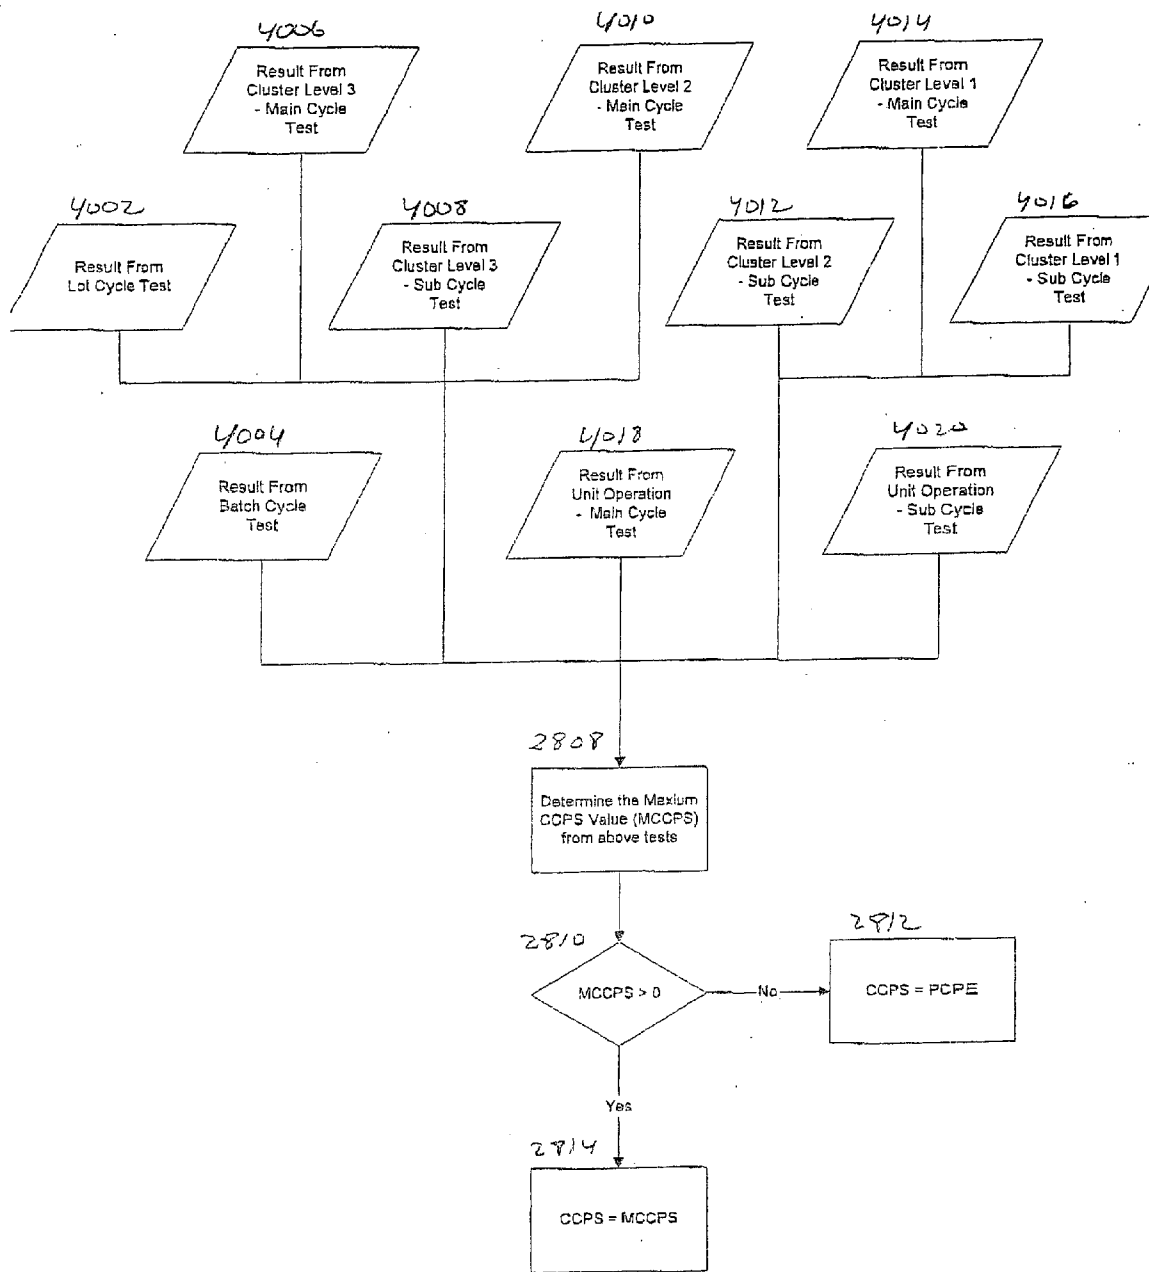 4006
Result From
Cluster Level 3
- Main Cycle
Test
4010
Result From
Cluster Level 2
- Main Cycle
Test
4014
Result From
Cluster Level 1
- Main Cycle
Test
4002
Result From
Lot Cycle Test
4008
Result From
Cluster Level 3
- Sub Cycle
Test
4012
Result From
Cluster Level 2
- Sub Cycle
Test
4016
Result From
Cluster Level 1
- Sub Cycle
Test
4004
Result From
Batch Cycle
Test
4018
Result From
Unit Operation
- Main Cycle
Test
4020
Result From
Unit Operation
- Sub Cycle
Test
2808
Determine the Maxium
CCPS Value (MCCPS)
from above tests
2810
MCCPS > 0
No
2812
CCPS = PCPE
Yes
2814
CCPS = MCCPS